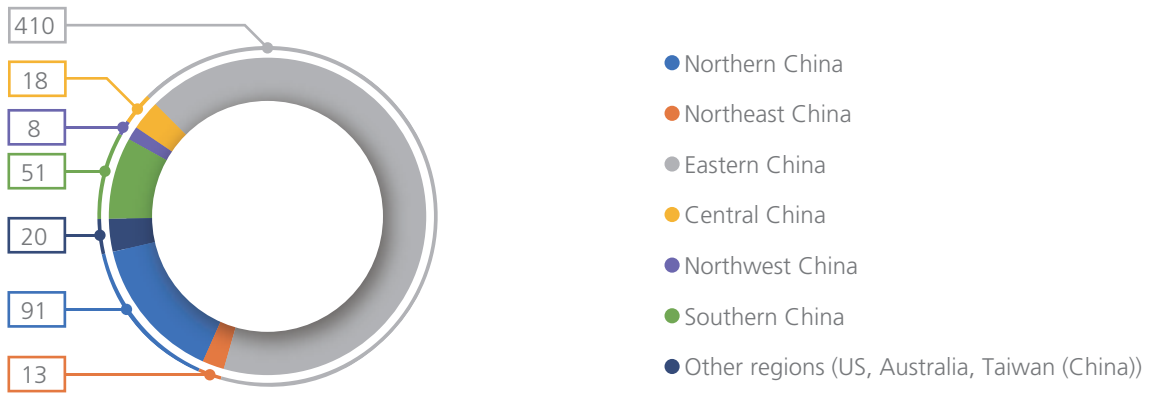 410
18
8
51
20
91
13
Northern China
Northeast China
Eastern China
Central China
Northwest China
Southern China
Other regions (US, Australia, Taiwan (China))